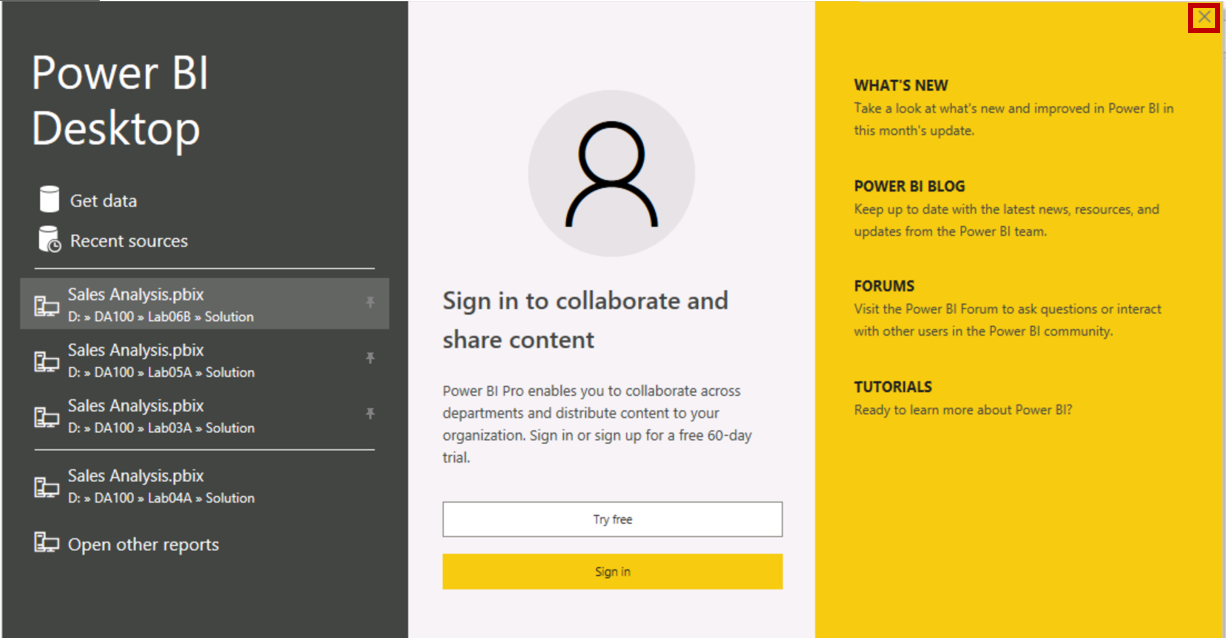 Power BI
Desktop
Get data
Recent sources
Sales Analysis.pbix
D: » DA100 » Lab06B » Solution
Sales Analysis.pbix
D: » DA100 » Lab05A » Solution
Sales Analysis.pbix
D: » DA100 » Lab03A » Solution
Sales Analysis.pbix
D: » DA100 » Lab04A » Solution
Open other reports
Sign in to collaborate and
share content
Power BI Pro enables you to collaborate across
departments and distribute content to your
organization. Sign in or sign up for a free 60-day
trial.
Try free
Sign in
WHAT'S NEW
Take a look at what's new and improved in Power BI in
this month's update.
POWER BI BLOG
Keep up to date with the latest news, resources, and
updates from the Power BI team.
FORUMS
Visit the Power BI Forum to ask questions or interact
with other users in the Power BI community.
TUTORIALS
Ready to learn more about Power BI?